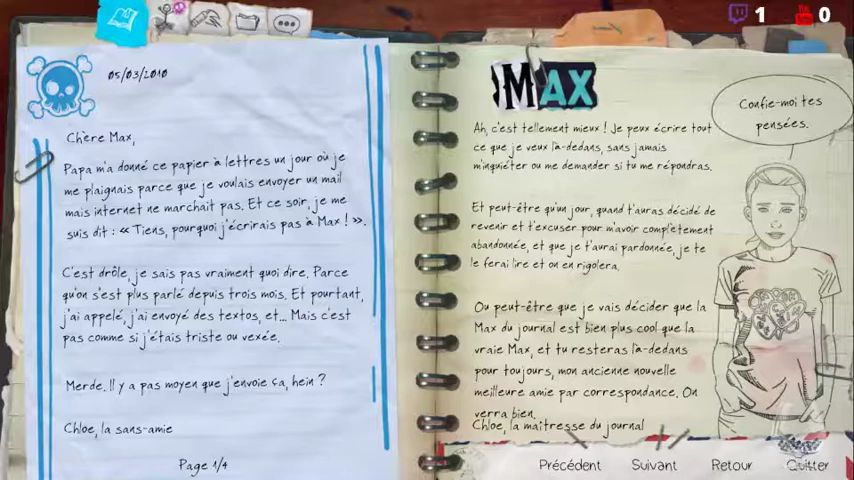 1
0
05/03/2010
Chère Max,
Papa m'a donné ce papier à lettres un jour où je
me plaignais parce que je voulais envoyer un mail
mais internet ne marchait pas. Et ce soir, je me
suis dit : « Tiens, pourquoi j'écrirais pas à Max ! ».
C'est drôle, je sais pas vraiment quoi dire. Parce
qu'on s'est plus parlé depuis trois mois. Et pourtant,
j'ai appelé, j'ai envoyé des textos, et... Mais c'est
pas comme si j'étais triste ou vexée.
Merde. Il y a pas moyen que j'envoie ça, hein ?
Chloe, la sans-amie
Page 1/4
MAX
Ah, c'est tellement mieux ! Je peux écrire tout
ce que je veux là-dedans, sans jamais
m'inquiéter ou me demander si tu me répondras.
Et peut-être qu'un jour, quand t'auras décidé de
revenir et t'excuser pour m'avoir complètement
abandonnée, et que je t'aurai pardonnée, je te
le ferai lire et on en rigolera.
Ou peut-être que je vais décider que la
Max du journal est bien plus cool que la
vraie Max, et tu resteras là-dedans
pour toujours, mon ancienne nouvelle
meilleure amie par correspondance. On
verra bien.
Chloe, la maîtresse du journal
Confie-moi tes
pensées.
Précédent
Suivant
Retour
Quitter